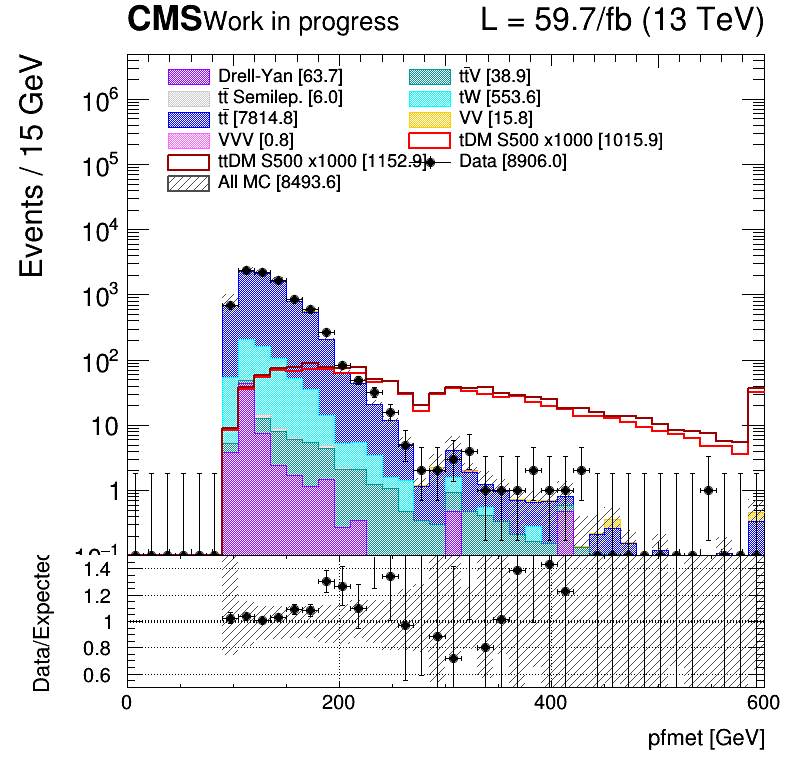 CMS Work in progress L = 59.7/fb (13 TeV)
Events / 15 GeV
Drell-Yan [63.7] tt̄V [38.9]
tt̄ Semilep. [6.0] tW [553.6]
tt̄ [7814.8] VV [15.8]
VVV [0.8] tDM S500 x1000 [1015.9]
ttDM S500 x1000 [1152.9] Data [8906.0]
All MC [8493.6]
10⁶
10⁵
10⁴
10³
10²
10
1
10⁻¹
Data/Expected
1.4
1.2
1
0.8
0.6
0 200 400 600
pfmet [GeV]